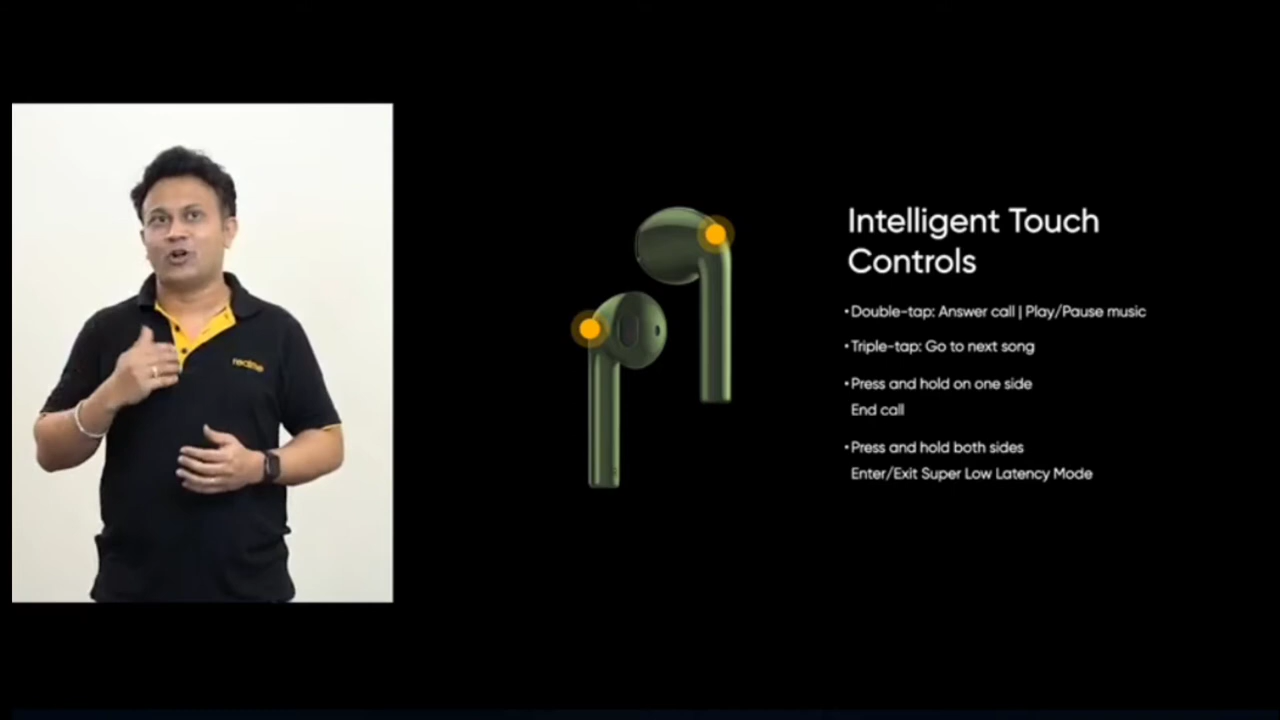 realme
Intelligent Touch
Controls
•Double-tap: Answer call | Play/Pause music
•Triple-tap: Go to next song
•Press and hold on one side
End call
•Press and hold both sides
Enter/Exit Super Low Latency Mode